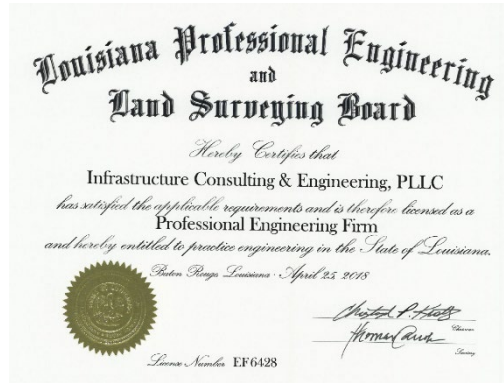 Louisiana Professional Engineering
and
Land Surveying Board
Hereby Certifies that
Infrastructure Consulting & Engineering, PLLC
has satisfied the applicable requirements and is therefore licensed as a
Professional Engineering Firm
and hereby entitled to practice engineering in the State of Louisiana.
Baton Rouge, Louisiana - April 25, 2018
Chairman
Secretary
License Number EF6428